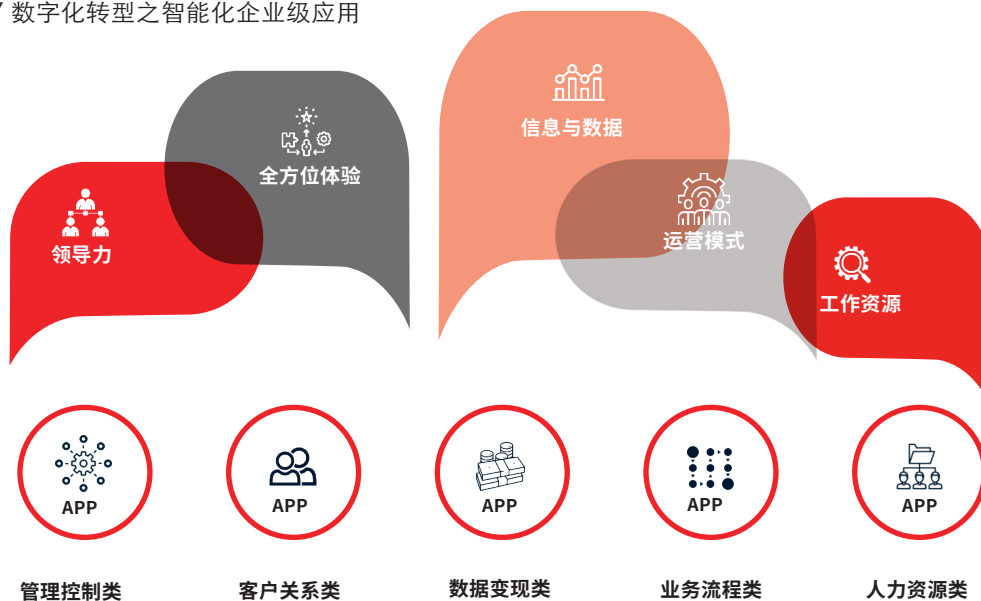 数字化转型之智能化企业级应用
信息与数据
全方位体验
运营模式
领导力
工作资源
APP
APP
APP
APP
APP
管理控制类
客户关系类
数据变现类
业务流程类
人力资源类